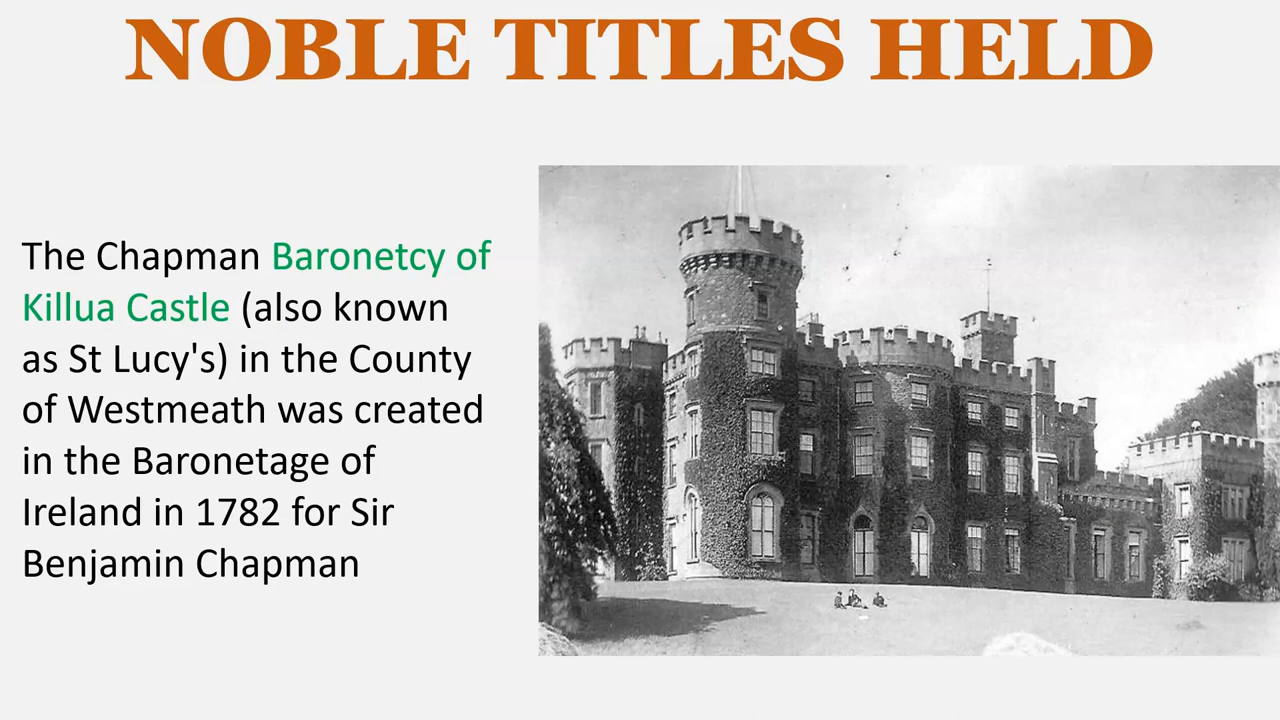 NOBLE TITLES HELD
The Chapman Baronetcy of
Killua Castle (also known
as St Lucy's) in the County
of Westmeath was created
in the Baronetage of
Ireland in 1782 for Sir
Benjamin Chapman